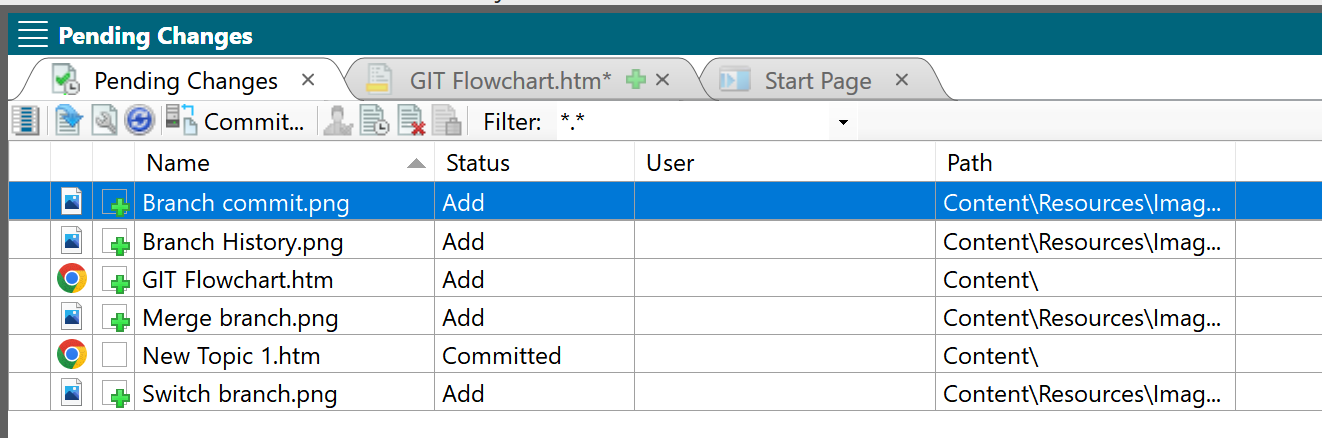 Pending Changes
Pending Changes GIT Flowchart.htm* Start Page
Commit... Filter: *.*
Name Status User Path
Branch commit.png Add Content\Resources\Imag...
Branch History.png Add Content\Resources\Imag...
GIT Flowchart.htm Add Content\
Merge branch.png Add Content\Resources\Imag...
New Topic 1.htm Committed Content\
Switch branch.png Add Content\Resources\Imag...